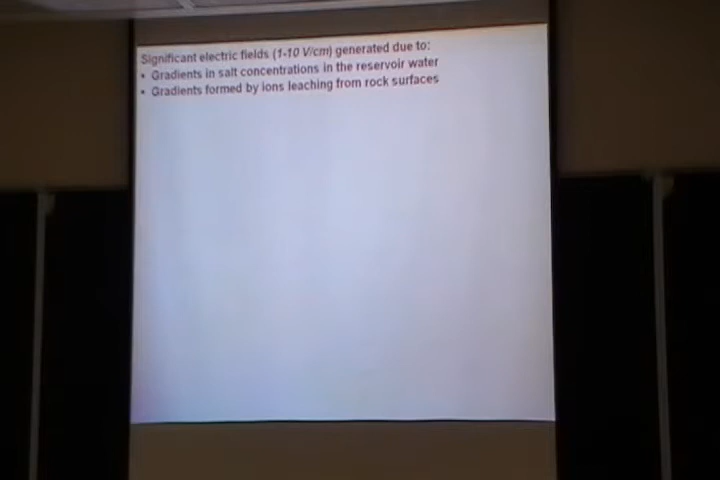 Significant electric fields (1-10 V/cm) generated due to:
• Gradients in salt concentrations in the reservoir water
• Gradients formed by ions leaching from rock surfaces